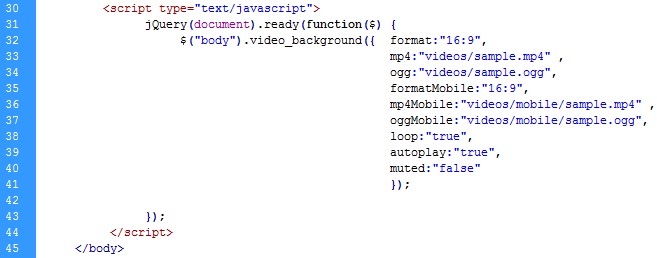 30 <script type="text/javascript">
31 jQuery(document).ready(function($) {
32 $("body").video_background({ format:"16:9",
33 mp4:"videos/sample.mp4" ,
34 ogg:"videos/sample.ogg",
35 formatMobile:"16:9",
36 mp4Mobile:"videos/mobile/sample.mp4" ,
37 oggMobile:"videos/mobile/sample.ogg",
38 loop:"true",
39 autoplay:"true",
40 muted:"false"
41 });
42
43 });
44 </script>
45 </body>